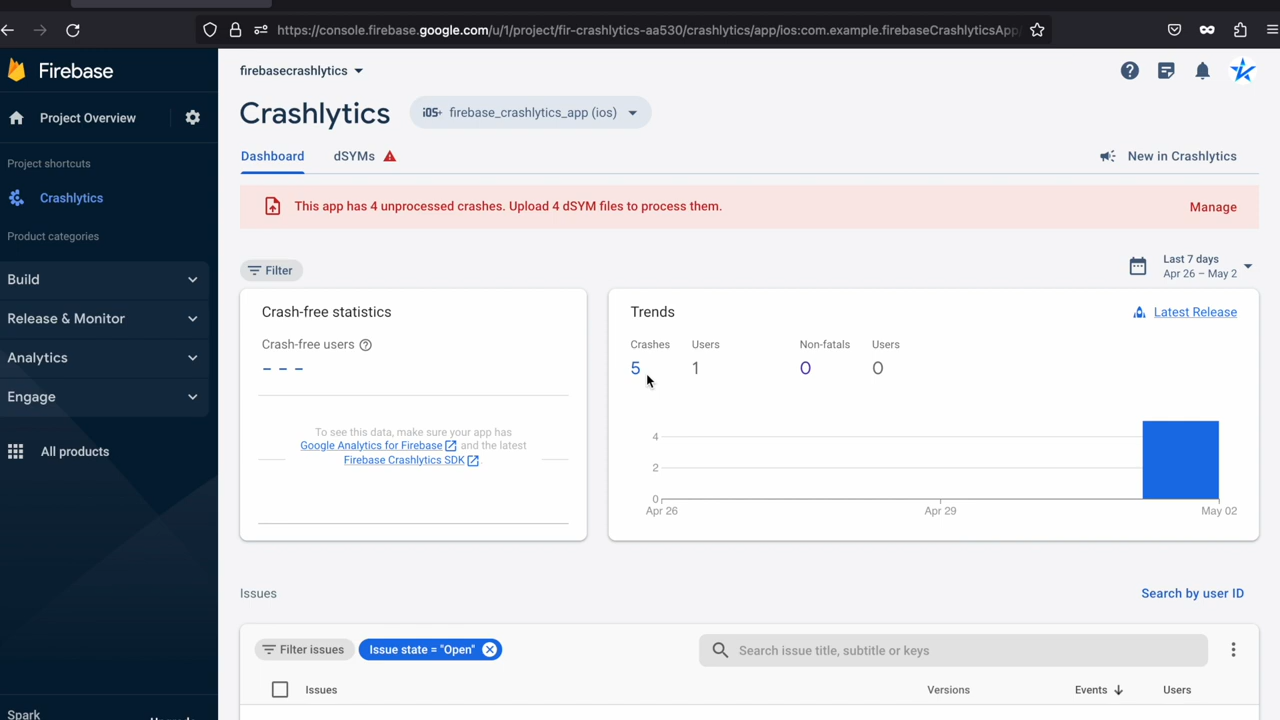 https://console.firebase.google.com/u/1/project/fir-crashlytics-aa530/crashlytics/app/ios:com.example.firebaseCrashlyticsApp
Firebase
firebasecrashlytics
Project Overview
Crashlytics
iOS+ firebase_crashlytics_app (ios)
Project shortcuts
Dashboard
dSYMs
New in Crashlytics
Crashlytics
This app has 4 unprocessed crashes. Upload 4 dSYM files to process them.
Manage
Product categories
Build
Release & Monitor
Analytics
Engage
All products
Filter
Last 7 days
Apr 26 – May 2
Crash-free statistics
Crash-free users
– – –
To see this data, make sure your app has
Google Analytics for Firebase and the latest
Firebase Crashlytics SDK .
Trends
Latest Release
Crashes Users Non-fatals Users
5 1 0 0
4
2
0
Apr 26 Apr 29 May 02
Issues
Search by user ID
Filter issues
Issue state = "Open"
Search issue title, subtitle or keys
Issues Versions Events Users
Spark